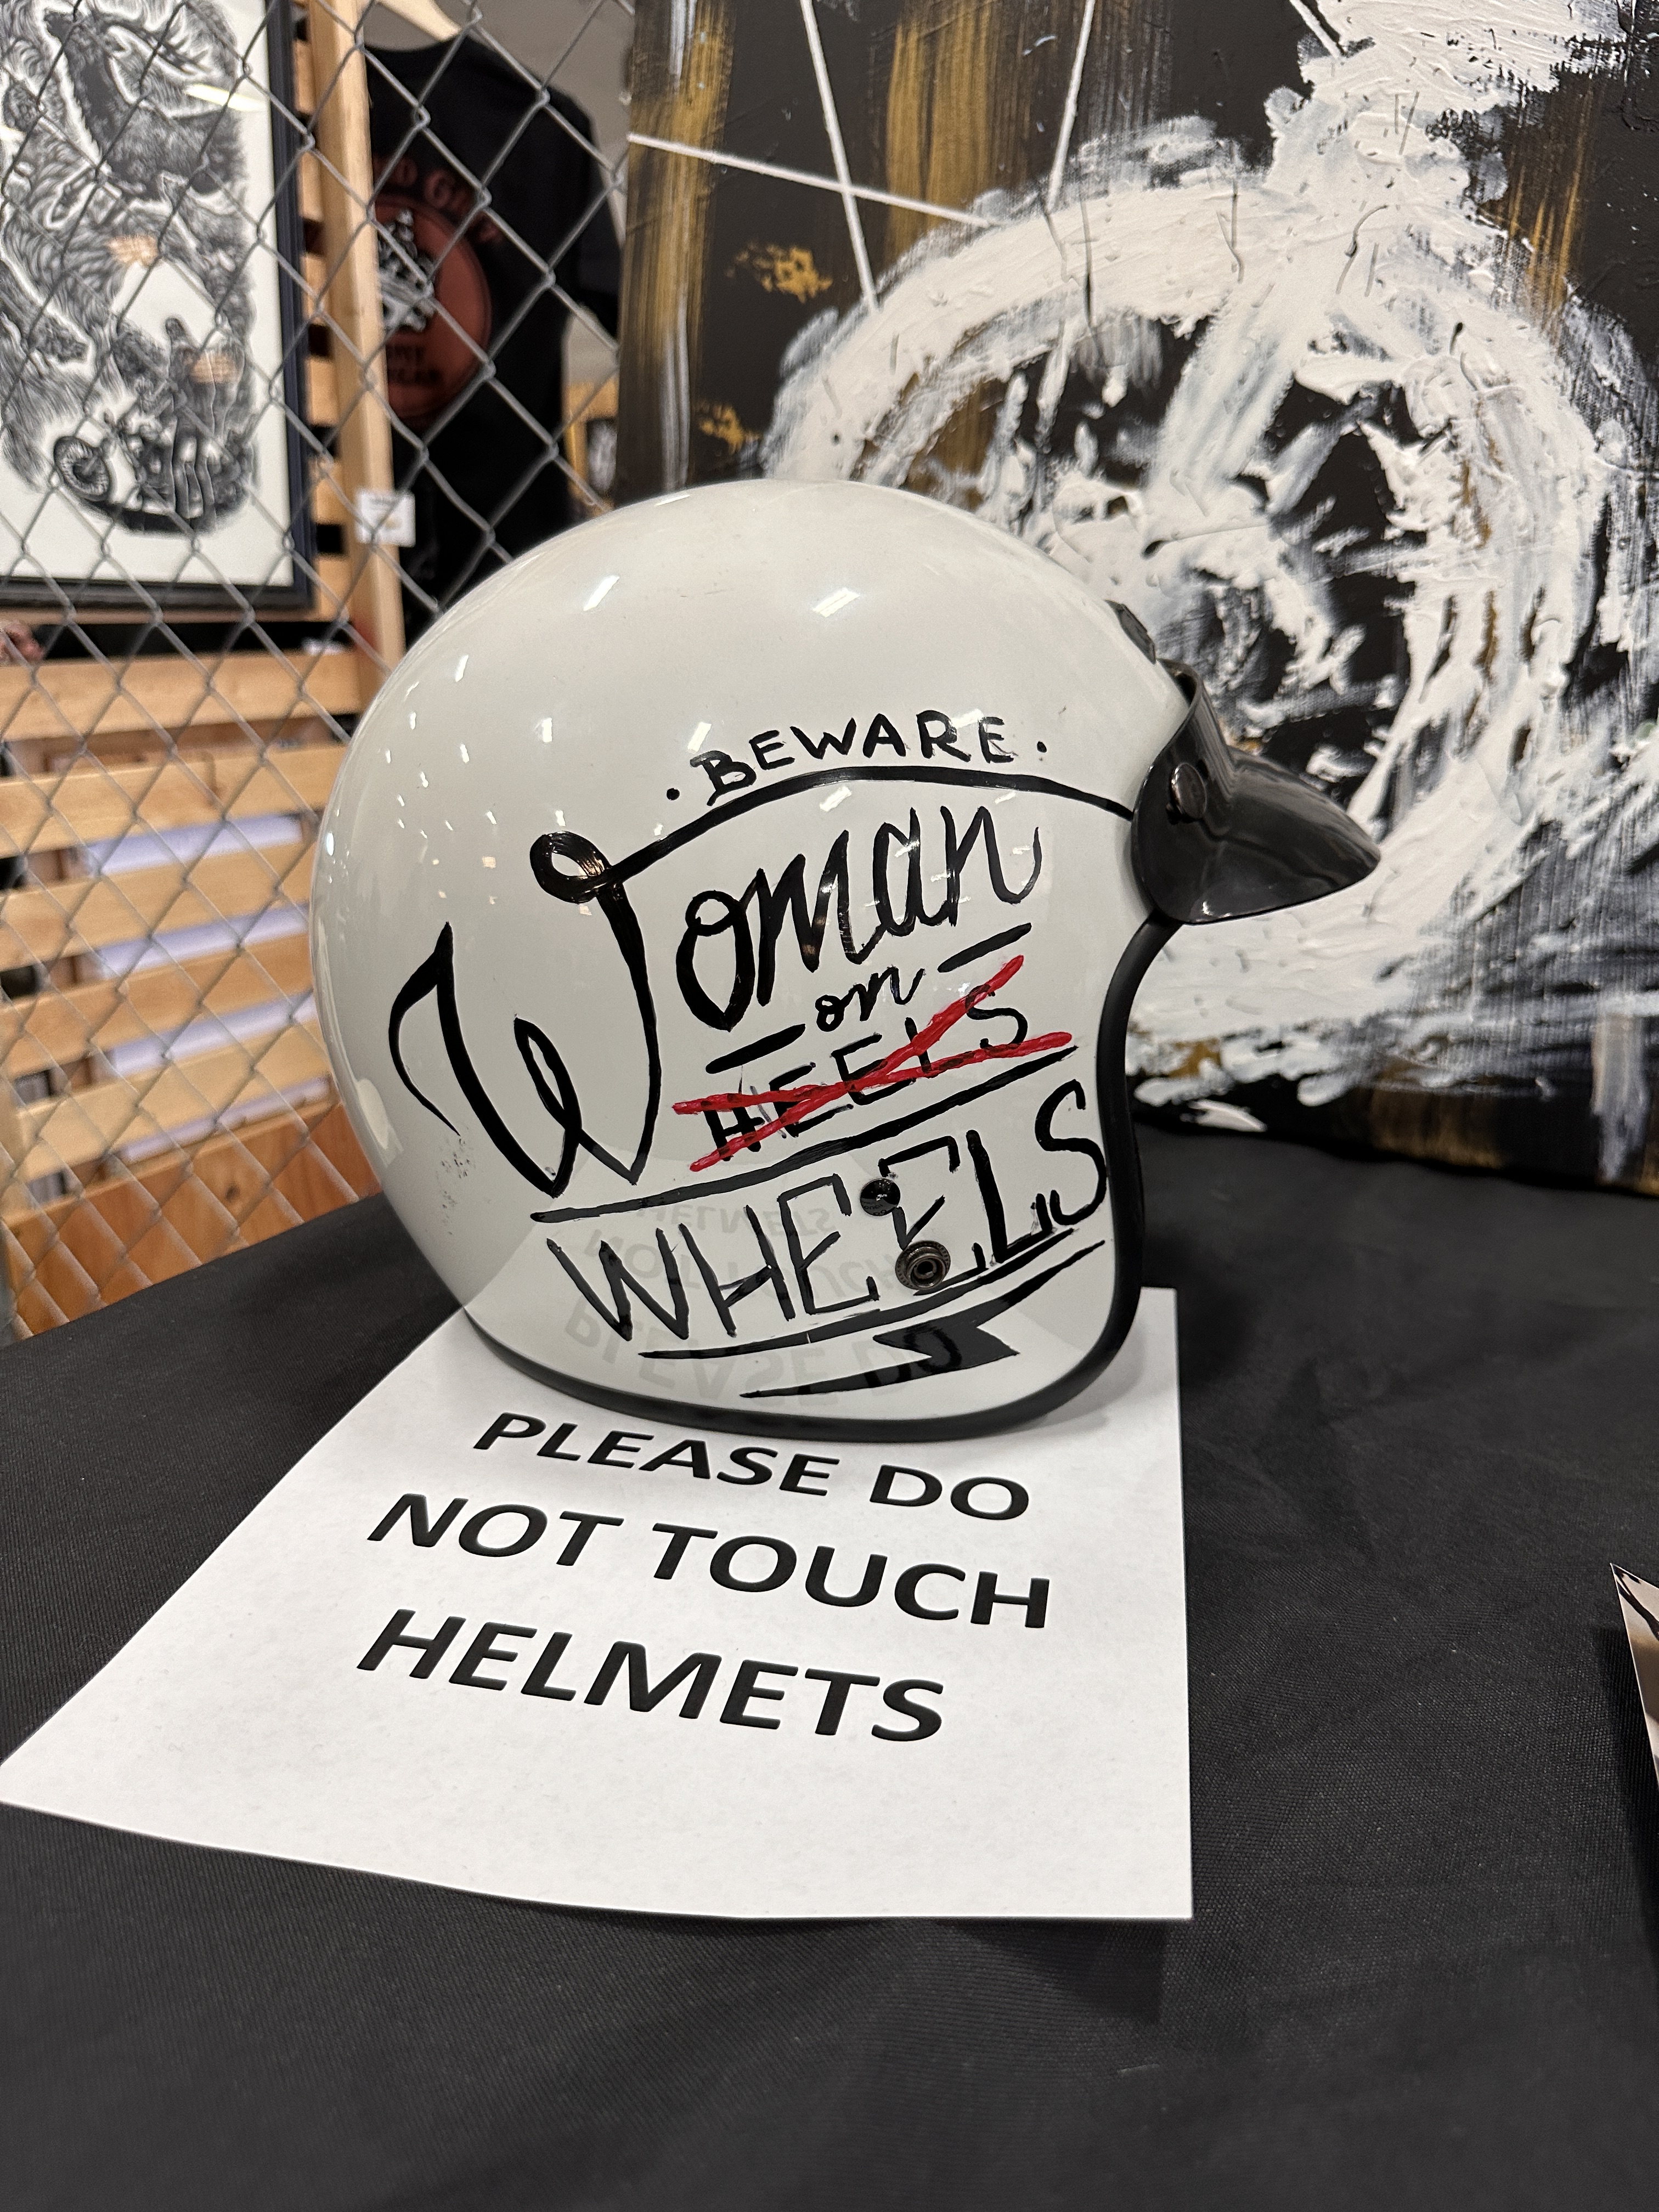 · BEWARE ·
Woman
on
HEELS
WHEELS
PLEASE DO
NOT TOUCH
HELMETS